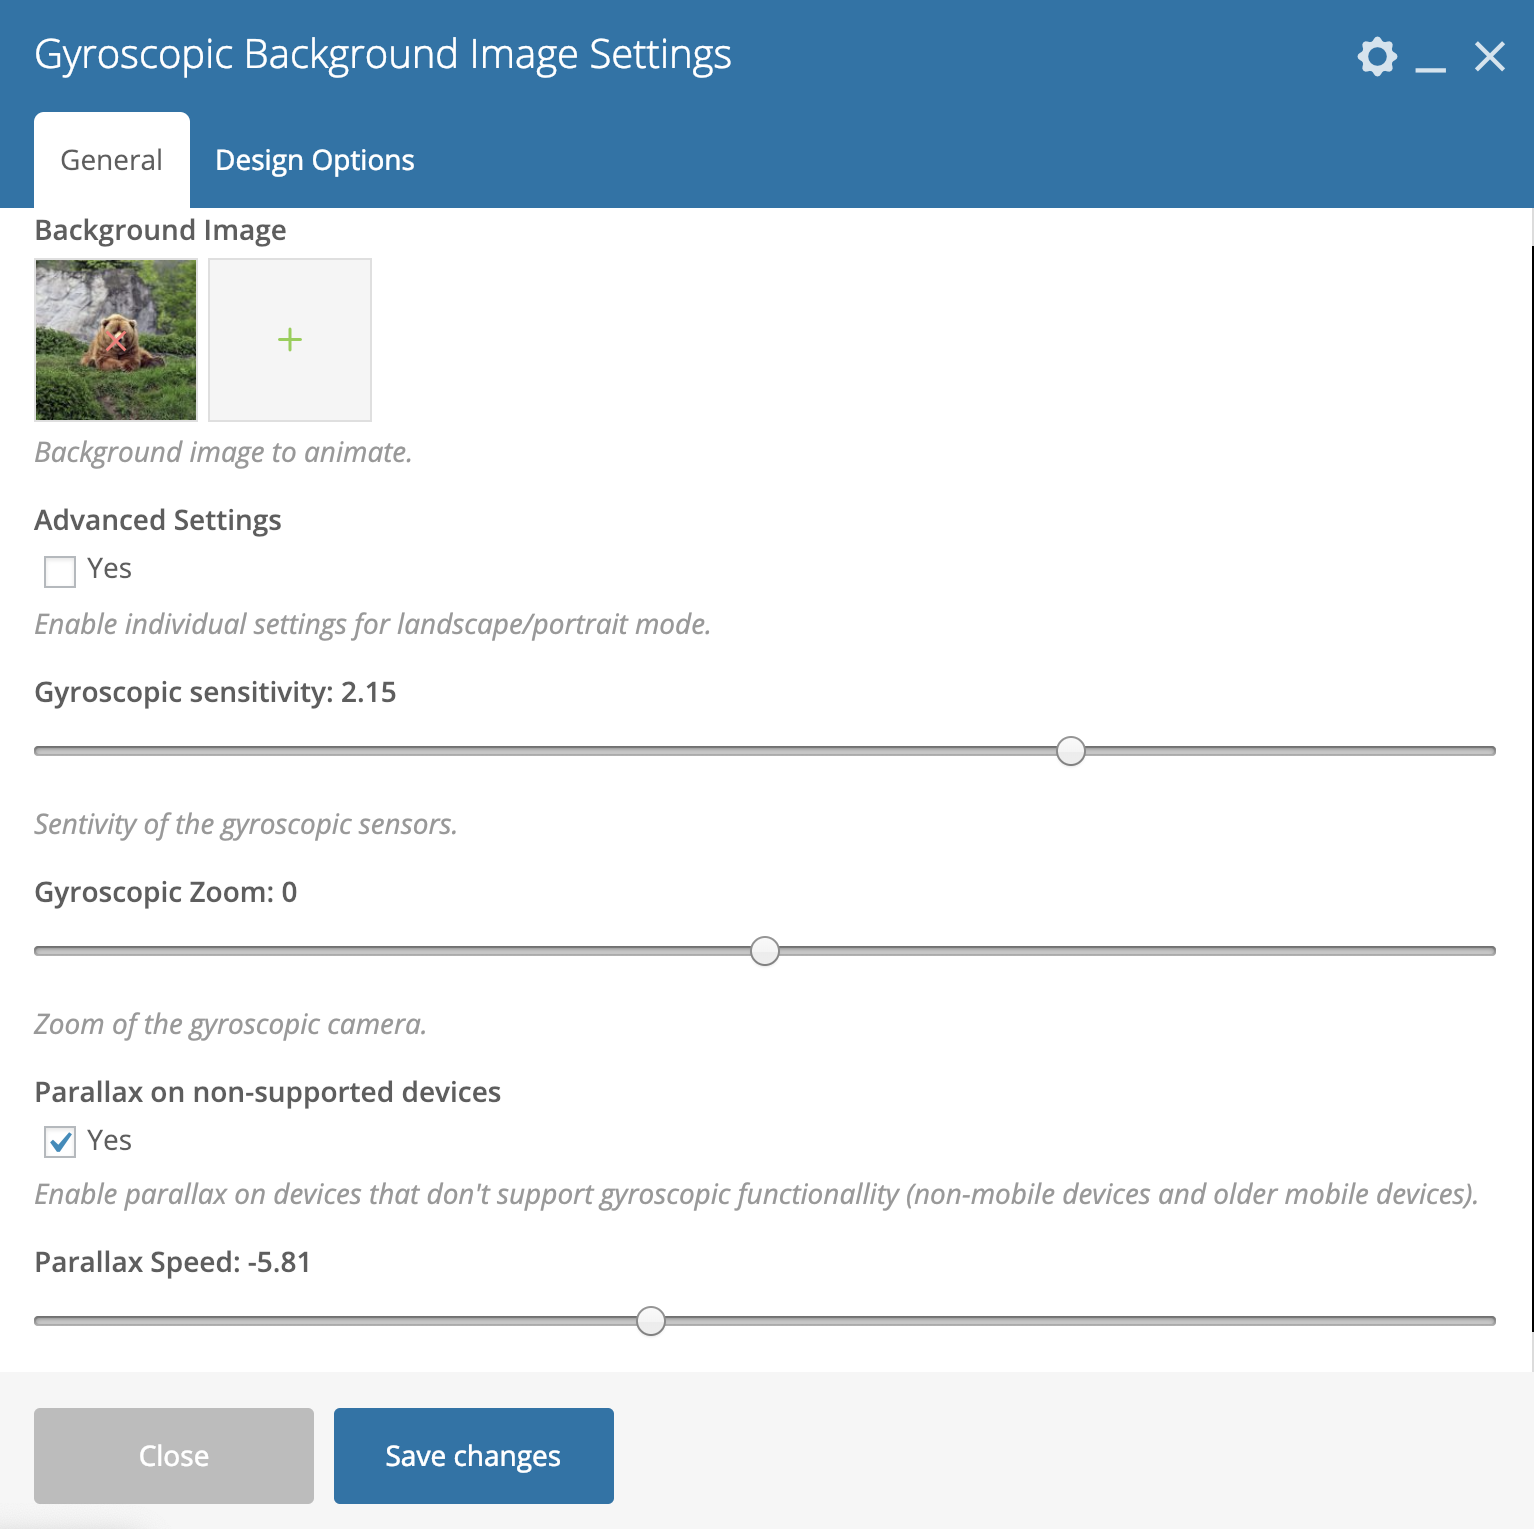 Gyroscopic Background Image Settings
General
Design Options
Background Image
Background image to animate.
Advanced Settings
Yes
Enable individual settings for landscape/portrait mode.
Gyroscopic sensitivity: 2.15
Sentivity of the gyroscopic sensors.
Gyroscopic Zoom: 0
Zoom of the gyroscopic camera.
Parallax on non-supported devices
Yes
Enable parallax on devices that don't support gyroscopic functionallity (non-mobile devices and older mobile devices).
Parallax Speed: -5.81
Close
Save changes